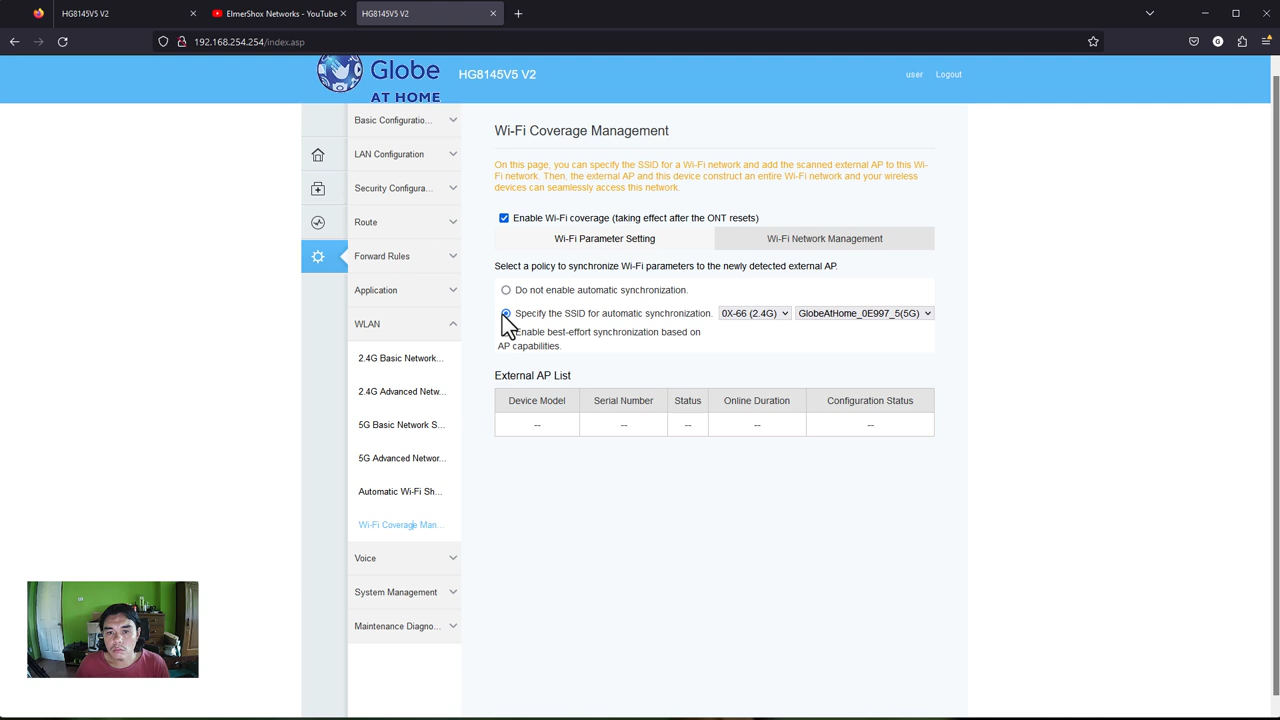 HG8145V5 V2
ElmerShox Networks - YouTube
HG8145V5 V2
192.168.254.254/index.asp
G
Globe
AT HOME
HG8145V5 V2
user
Logout
Basic Configuratio...
LAN Configuration
Security Configura...
Route
Forward Rules
Application
WLAN
2.4G Basic Network...
2.4G Advanced Netw...
5G Basic Network S...
5G Advanced Networ...
Automatic Wi-Fi Sh...
Wi-Fi Coverage Man...
Voice
System Management
Maintenance Diagno...
Wi-Fi Coverage Management
On this page, you can specify the SSID for a Wi-Fi network and add the scanned external AP to this Wi-
Fi network. Then, the external AP and this device construct an entire Wi-Fi network and your wireless
devices can seamlessly access this network.
Enable Wi-Fi coverage (taking effect after the ONT resets)
Wi-Fi Parameter Setting
Wi-Fi Network Management
Select a policy to synchronize Wi-Fi parameters to the newly detected external AP.
Do not enable automatic synchronization.
Specify the SSID for automatic synchronization. 0X-66 (2.4G) GlobeAtHome_0E997_5(5G)
Enable best-effort synchronization based on
AP capabilities.
External AP List
Device Model Serial Number Status Online Duration Configuration Status
-- -- -- -- --